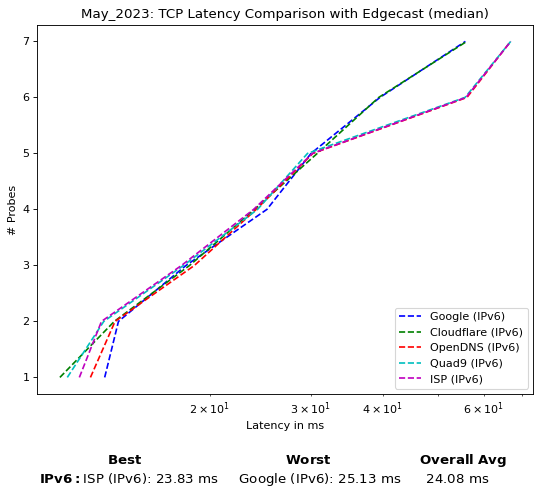 May_2023: TCP Latency Comparison with Edgecast (median)
7
6
5
4
3
2
1
# Probes
Google (IPv6)
Cloudflare (IPv6)
OpenDNS (IPv6)
Quad9 (IPv6)
ISP (IPv6)
2 × 10¹ 3 × 10¹ 4 × 10¹ 6 × 10¹
Latency in ms
Best Worst Overall Avg
IPv6: ISP (IPv6): 23.83 ms Google (IPv6): 25.13 ms 24.08 ms